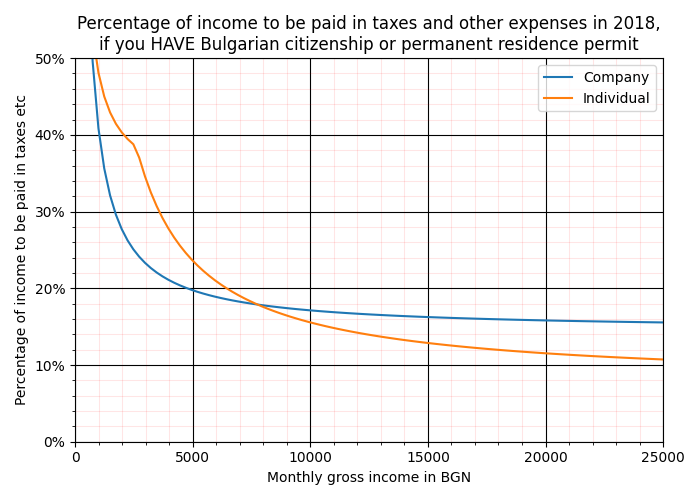 Percentage of income to be paid in taxes and other expenses in 2018,
if you HAVE Bulgarian citizenship or permanent residence permit
Percentage of income to be paid in taxes etc
50%
40%
30%
20%
10%
0%
Company
Individual
0
5000
10000
15000
20000
25000
Monthly gross income in BGN